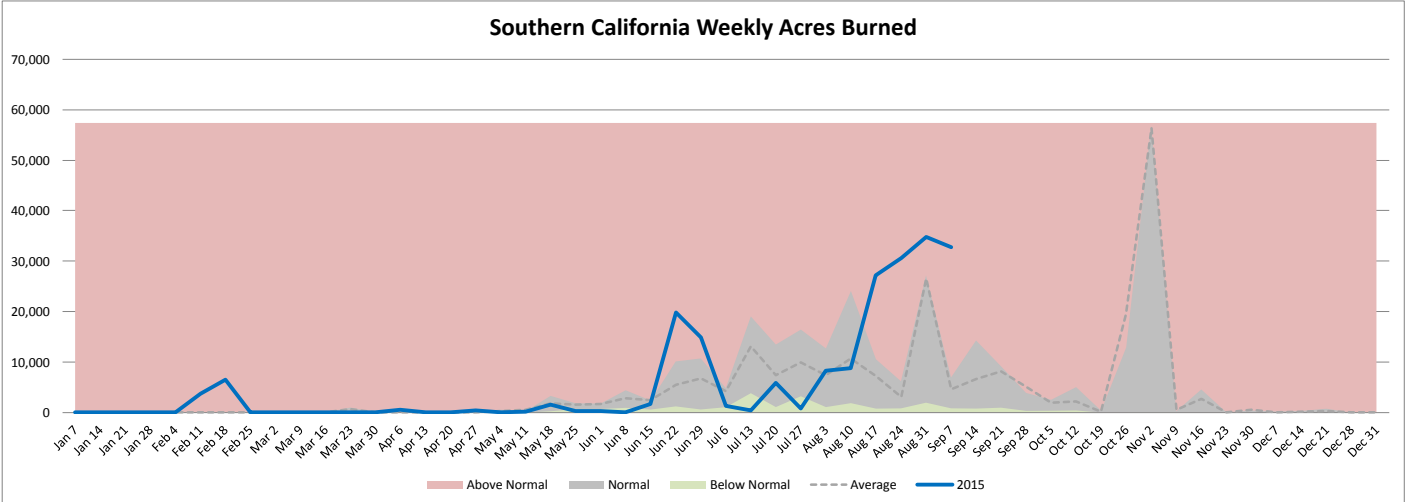 Southern California Weekly Acres Burned
70,000
60,000
50,000
40,000
30,000
20,000
10,000
0
Jan 7
Jan 14
Jan 21
Jan 28
Feb 4
Feb 11
Feb 18
Feb 25
Mar 2
Mar 9
Mar 16
Mar 23
Mar 30
Apr 6
Apr 13
Apr 20
Apr 27
May 4
May 11
May 18
May 25
Jun 1
Jun 8
Jun 15
Jun 22
Jun 29
Jul 6
Jul 13
Jul 20
Jul 27
Aug 3
Aug 10
Aug 17
Aug 24
Aug 31
Sep 7
Sep 14
Sep 21
Sep 28
Oct 5
Oct 12
Oct 19
Oct 26
Nov 2
Nov 9
Nov 16
Nov 23
Nov 30
Dec 7
Dec 14
Dec 21
Dec 28
Dec 31
Above Normal Normal Below Normal Average 2015